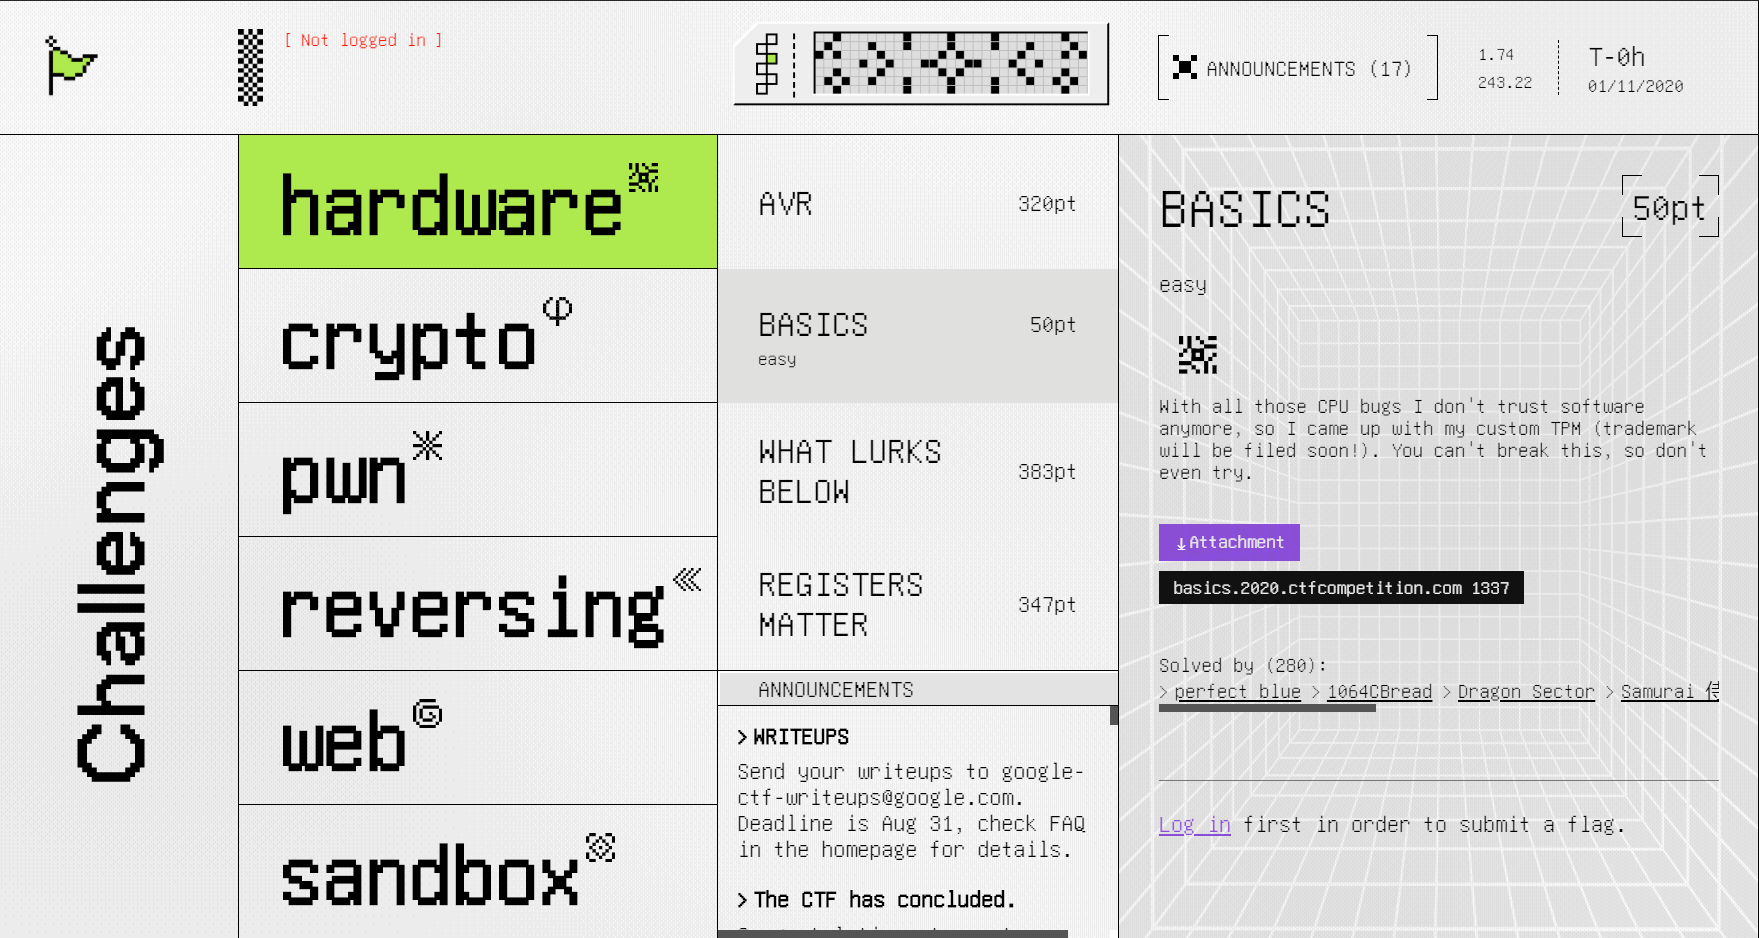 [ Not logged in ]
ANNOUNCEMENTS (17)
1.74
243.22
T-0h
01/11/2020
Challenges
hardware
crypto
pwn
reversing
web
sandbox
AVR 320pt
BASICS 50pt
easy
WHAT LURKS
BELOW
383pt
REGISTERS
MATTER
347pt
ANNOUNCEMENTS
> WRITEUPS
Send your writeups to google-
ctf-writeups@google.com.
Deadline is Aug 31, check FAQ
in the homepage for details.
> The CTF has concluded.
BASICS 50pt
easy
With all those CPU bugs I don't trust software
anymore, so I came up with my custom TPM (trademark
will be filed soon!). You can't break this, so don't
even try.
↓Attachment
basics.2020.ctfcompetition.com 1337
Solved by (280):
> perfect blue > 1064CBread > Dragon Sector > Samurai
Log in first in order to submit a flag.